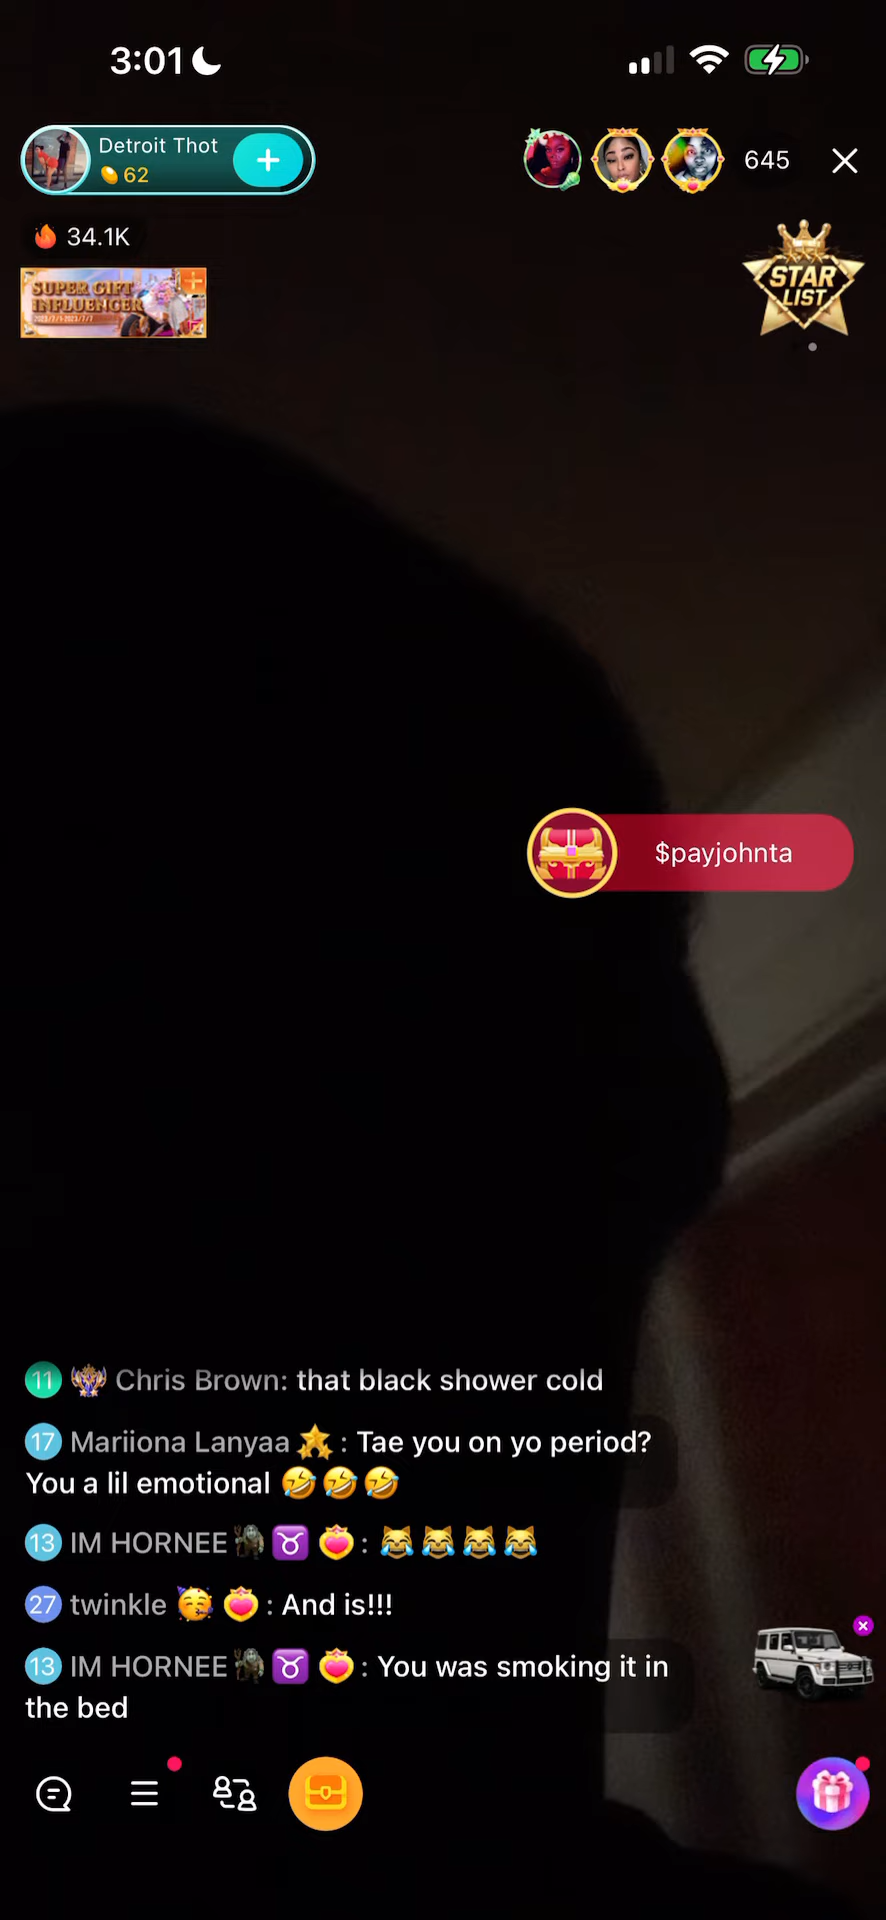 3:01
Detroit Thot
62
645
34.1K
SUPER GIFT
INFLUENCER
STAR
LIST
$payjohnta
11 Chris Brown: that black shower cold
17 Mariiona Lanyaa : Tae you on yo period?
You a lil emotional 🤣🤣🤣
13 IM HORNEE ♉ : 😹😹😹😹
27 twinkle 🥳 : And is!!!
13 IM HORNEE ♉ : You was smoking it in
the bed